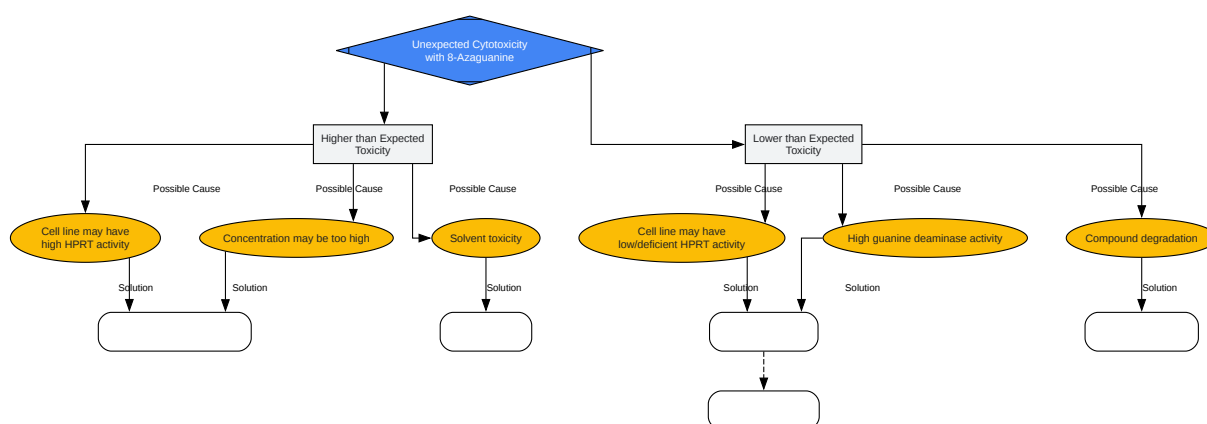 Unexpected Cytotoxicity
with 8-Azaguanine
Higher than Expected
Toxicity
Lower than Expected
Toxicity
Possible Cause
Possible Cause
Possible Cause
Possible Cause
Possible Cause
Possible Cause
Cell line may have
high HPRT activity
Concentration may be too high
Solvent toxicity
Cell line may have
low/deficient HPRT activity
High guanine deaminase activity
Compound degradation
Solution
Solution
Solution
Solution
Solution
Solution